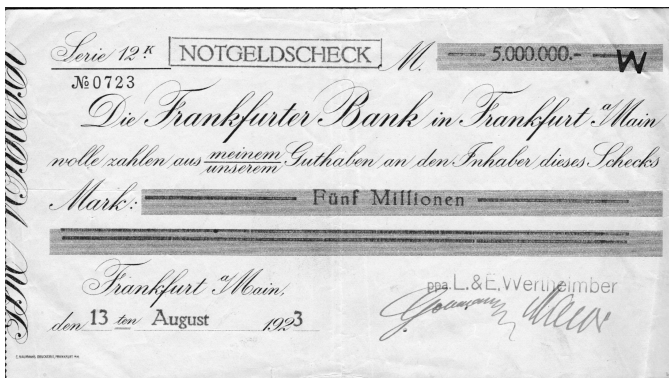 Serie 12 K NOTGELDSCHECK M. 5.000.000.- W
№ 0723
Die Frankfurter Bank in Frankfurt a/Main
wolle zahlen aus meinem unserem Guthaben an den Inhaber dieses Schecks
Mark: Fünf Millionen
Frankfurt a/Main,
ppa. L. & E. Wertheimber
den 13 ten August 1923